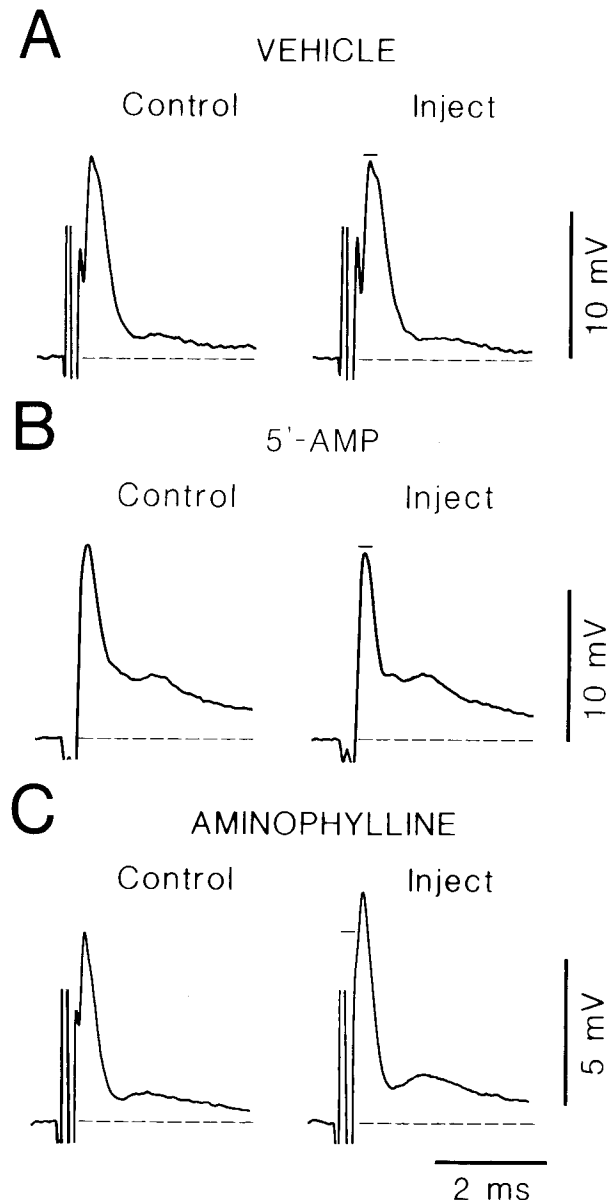 A
VEHICLE
Control Inject
10 mV
B
5'-AMP
Control Inject
10 mV
C
AMINOPHYLLINE
Control Inject
5 mV
2 ms